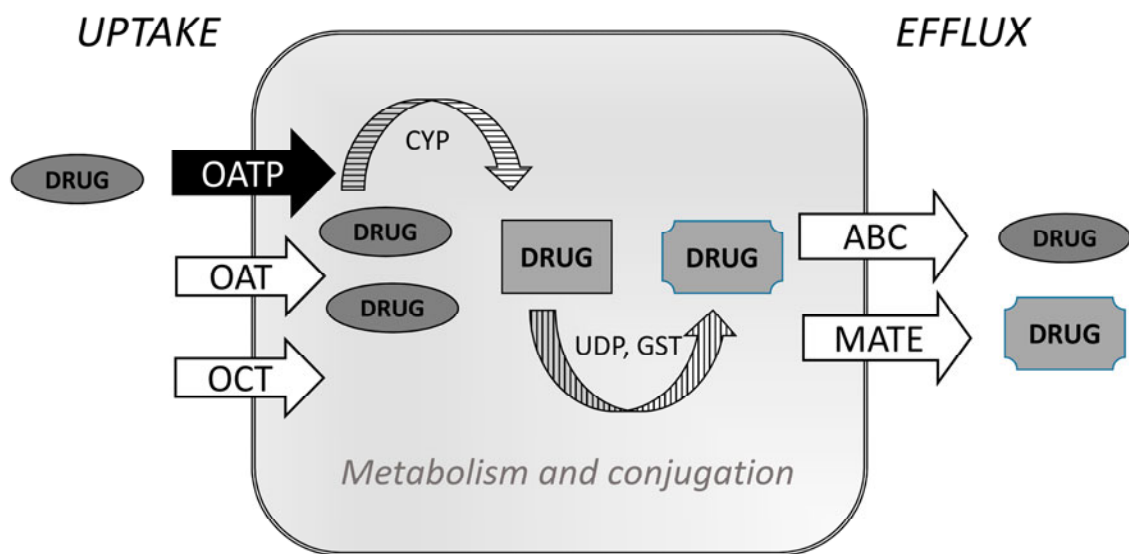 UPTAKE
EFFLUX
CYP
DRUG
OATP
DRUG
OAT
DRUG
DRUG
DRUG
ABC
DRUG
DRUG
UDP, GST
MATE
DRUG
OCT
Metabolism and conjugation